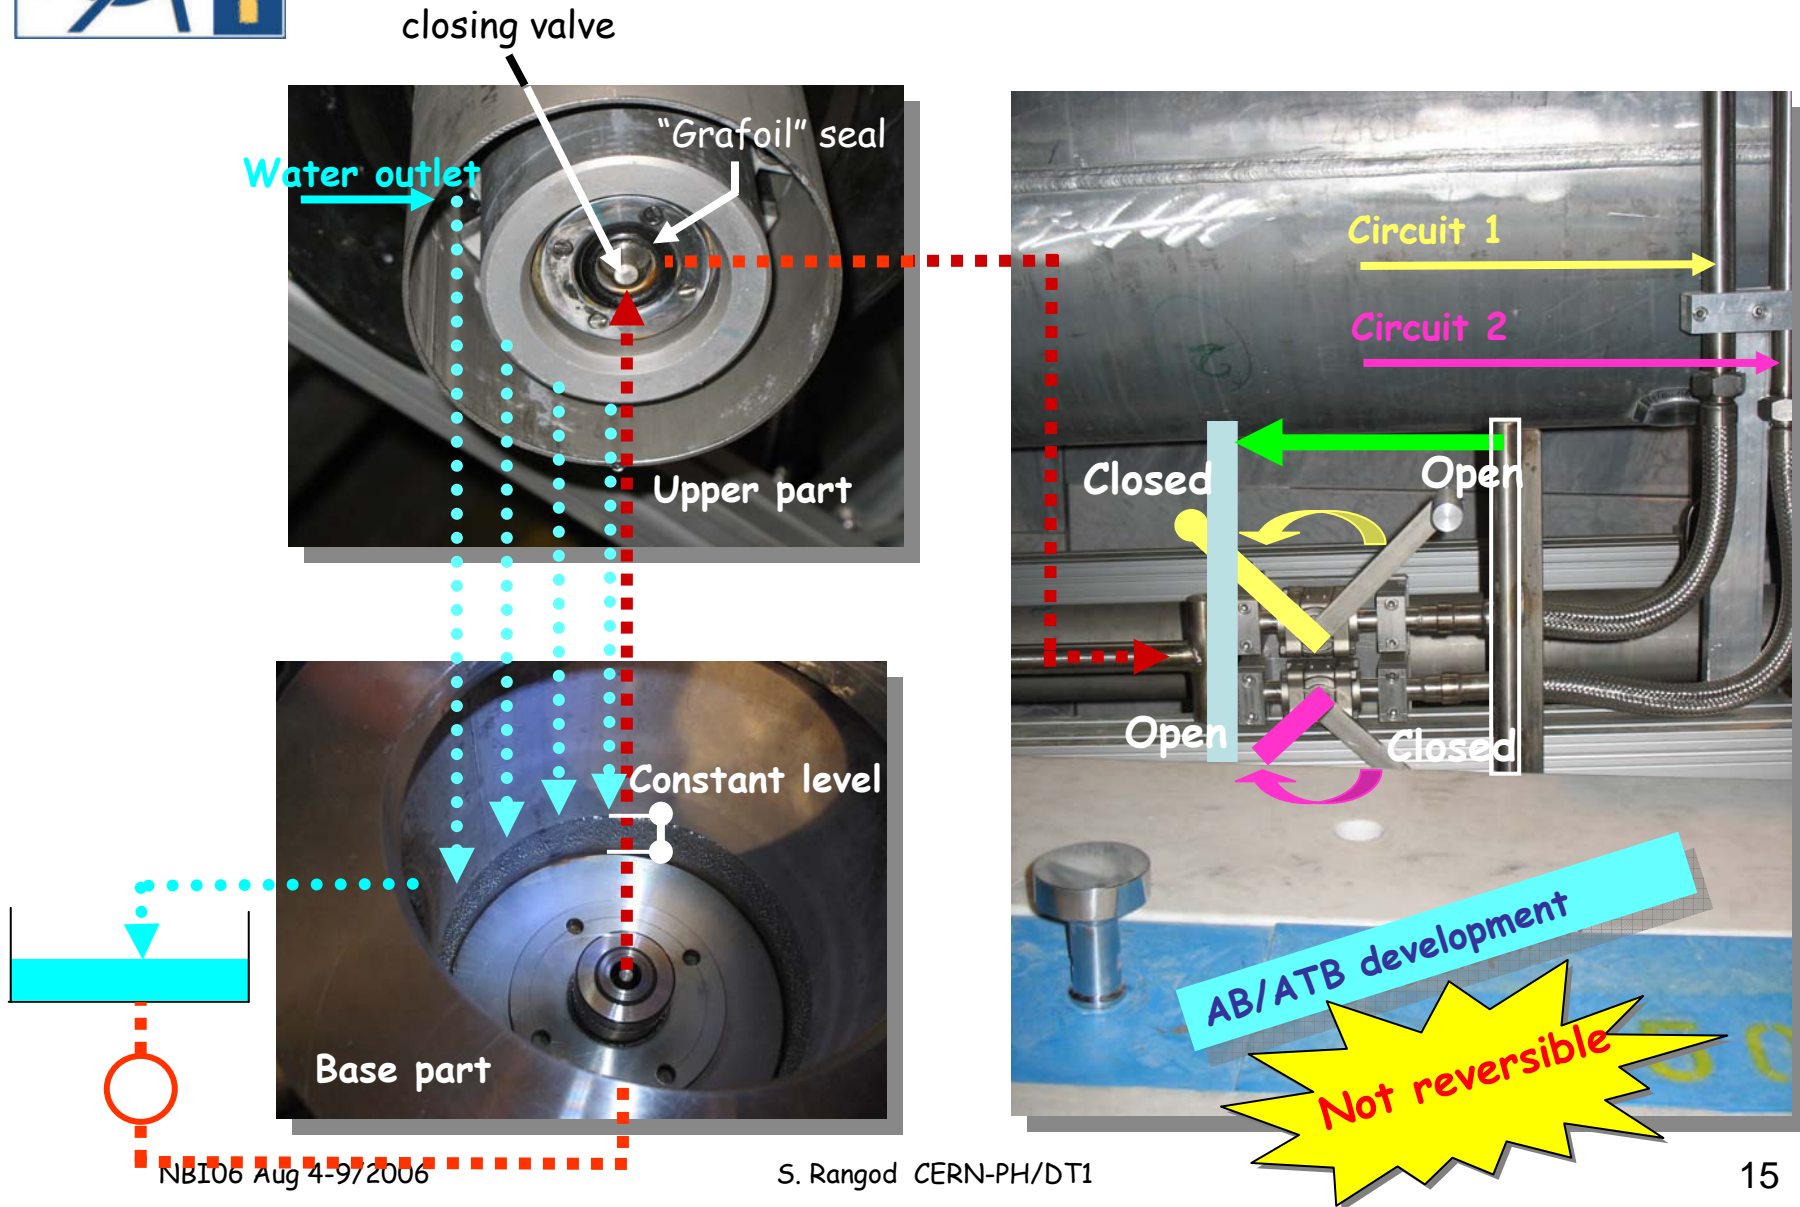 closing valve
"Grafoil" seal
Water outlet
Upper part
Constant level
Base part
Circuit 1
Circuit 2
Closed
Open
Open
Closed
AB/ATB development
Not reversible
50
NBI06 Aug 4-9/2006
S. Rangod CERN-PH/DT1
15